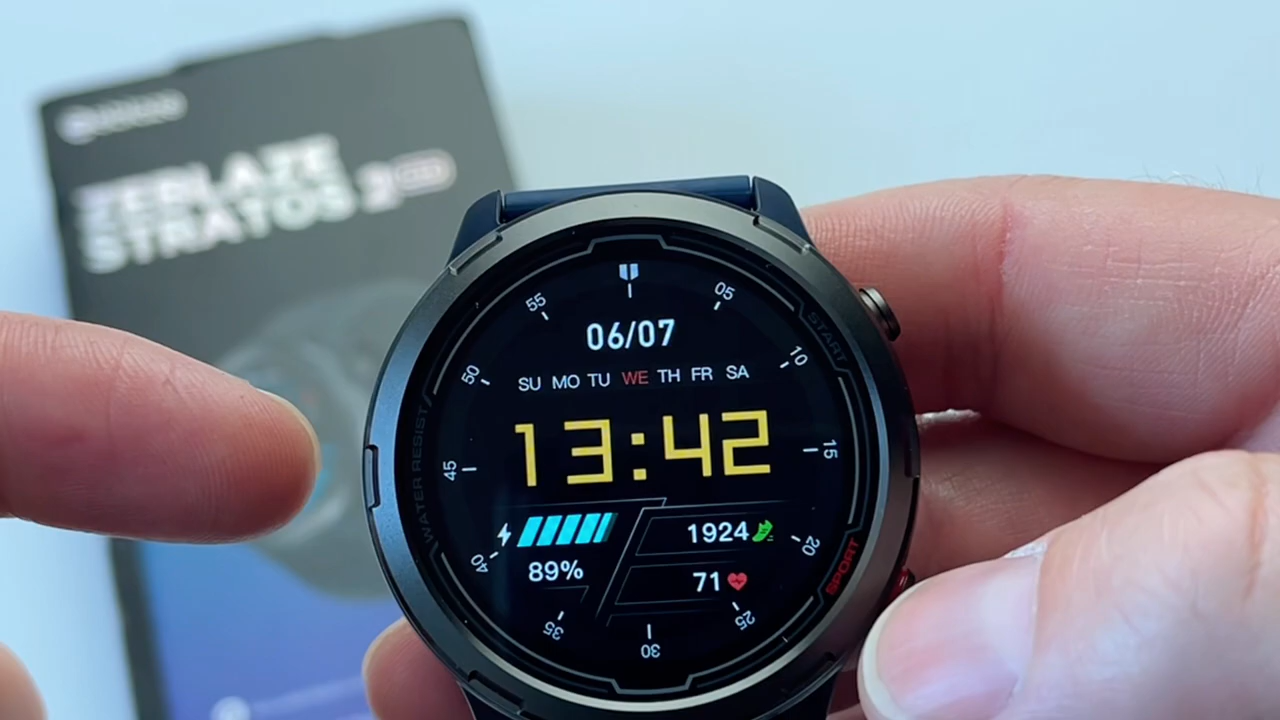 ZEBLAZE
STRATOS 2
55
05
START
06/07
50
10
SU MO TU WE TH FR SA
13:42
45
15
WATER RESIST
1924
20
40
89%
71
SPORT
35
25
30